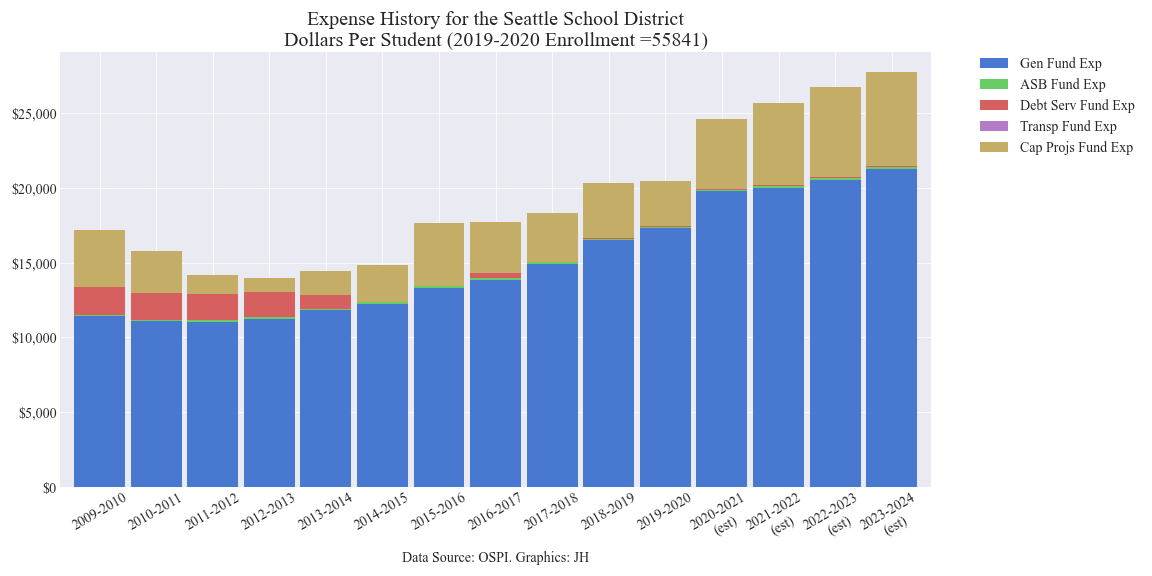 Expense History for the Seattle School District
Dollars Per Student (2019-2020 Enrollment =55841)
Gen Fund Exp
ASB Fund Exp
Debt Serv Fund Exp
Transp Fund Exp
Cap Projs Fund Exp
$25,000
$20,000
$15,000
$10,000
$5,000
$0
2009-2010
2010-2011
2011-2012
2012-2013
2013-2014
2014-2015
2015-2016
2016-2017
2017-2018
2018-2019
2019-2020
2020-2021
(est)
2021-2022
(est)
2022-2023
(est)
2023-2024
(est)
Data Source: OSPI. Graphics: JH